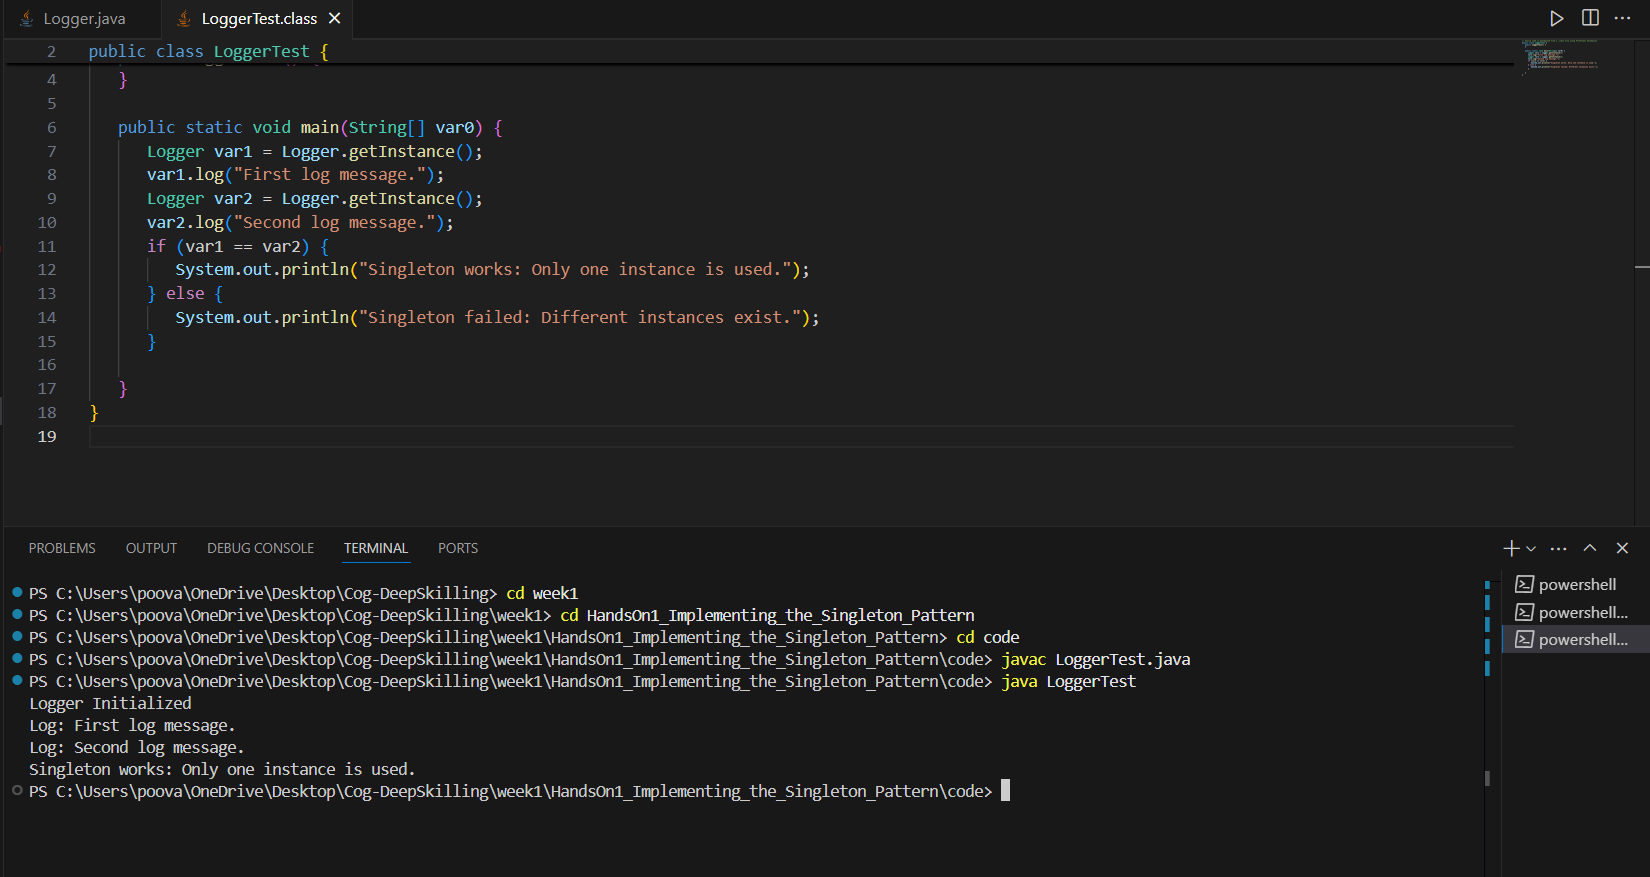 Logger.java LoggerTest.class
2 public class LoggerTest {
4 }
5
6 public static void main(String[] var0) {
7 Logger var1 = Logger.getInstance();
8 var1.log("First log message.");
9 Logger var2 = Logger.getInstance();
10 var2.log("Second log message.");
11 if (var1 == var2) {
12 System.out.println("Singleton works: Only one instance is used.");
13 } else {
14 System.out.println("Singleton failed: Different instances exist.");
15 }
16
17 }
18 }
19
PROBLEMS OUTPUT DEBUG CONSOLE TERMINAL PORTS
PS C:\Users\poova\OneDrive\Desktop\Cog-DeepSkilling> cd week1
PS C:\Users\poova\OneDrive\Desktop\Cog-DeepSkilling\week1> cd HandsOn1_Implementing_the_Singleton_Pattern
PS C:\Users\poova\OneDrive\Desktop\Cog-DeepSkilling\week1\HandsOn1_Implementing_the_Singleton_Pattern> cd code
PS C:\Users\poova\OneDrive\Desktop\Cog-DeepSkilling\week1\HandsOn1_Implementing_the_Singleton_Pattern\code> javac LoggerTest.java
PS C:\Users\poova\OneDrive\Desktop\Cog-DeepSkilling\week1\HandsOn1_Implementing_the_Singleton_Pattern\code> java LoggerTest
Logger Initialized
Log: First log message.
Log: Second log message.
Singleton works: Only one instance is used.
PS C:\Users\poova\OneDrive\Desktop\Cog-DeepSkilling\week1\HandsOn1_Implementing_the_Singleton_Pattern\code>
powershell
powershell...
powershell...